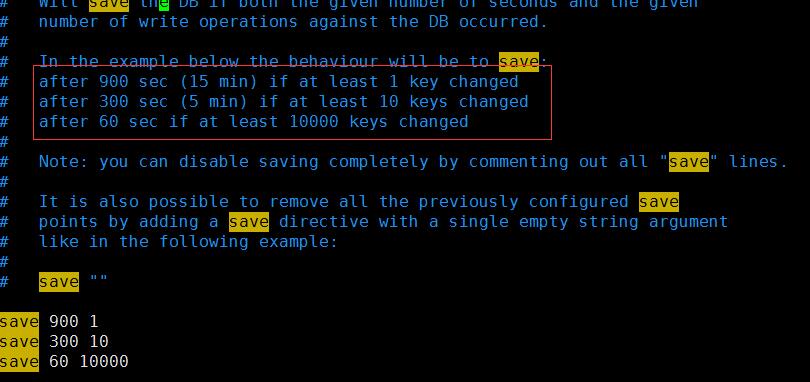 # Will save the DB if both the given number of seconds and the given
# number of write operations against the DB occurred.
#
# In the example below the behaviour will be to save:
# after 900 sec (15 min) if at least 1 key changed
# after 300 sec (5 min) if at least 10 keys changed
# after 60 sec if at least 10000 keys changed
#
# Note: you can disable saving completely by commenting out all "save" lines.
#
# It is also possible to remove all the previously configured save
# points by adding a save directive with a single empty string argument
# like in the following example:
#
# save ""
save 900 1
save 300 10
save 60 10000